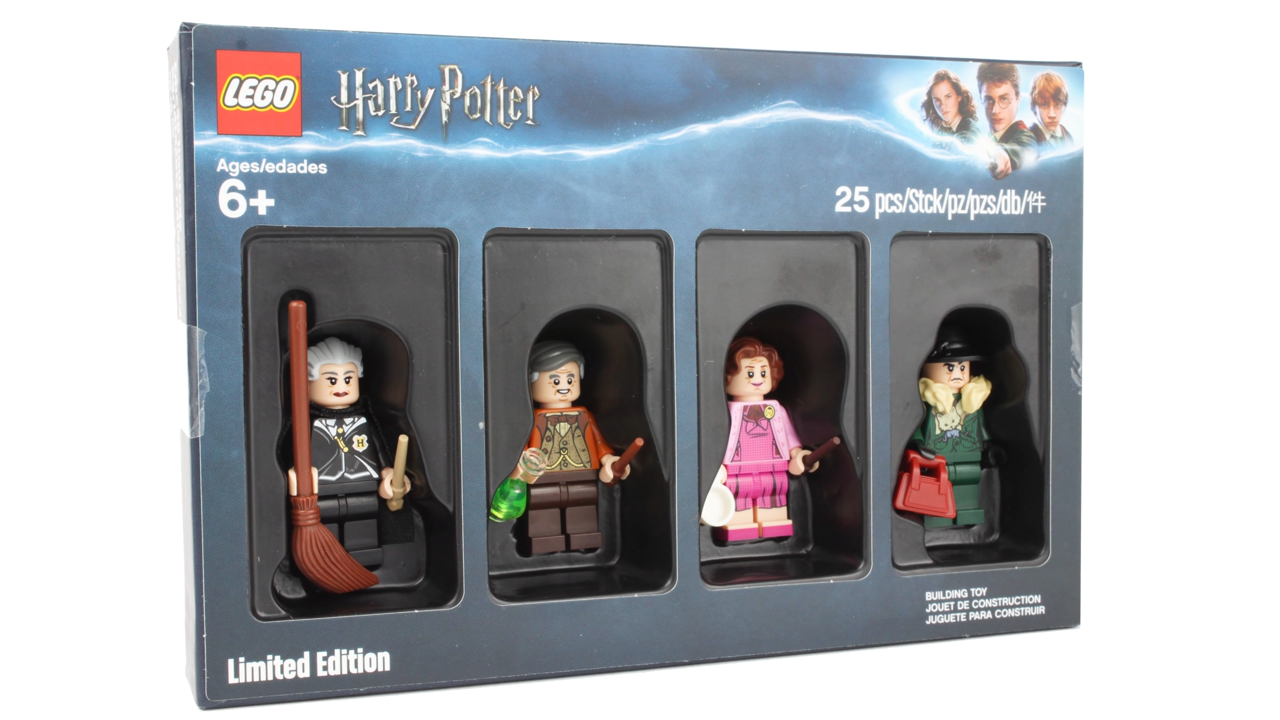 LEGO
Harry Potter
Ages/edades
6+
25 pcs/Stck/pz/pzs/db/件
H
BUILDING TOY
JOUET DE CONSTRUCTION
JUGUETE PARA CONSTRUIR
Limited Edition